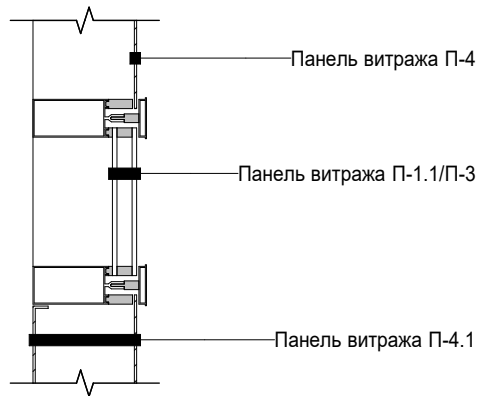 Панель витража П-4
Панель витража П-1.1/П-3
Панель витража П-4.1